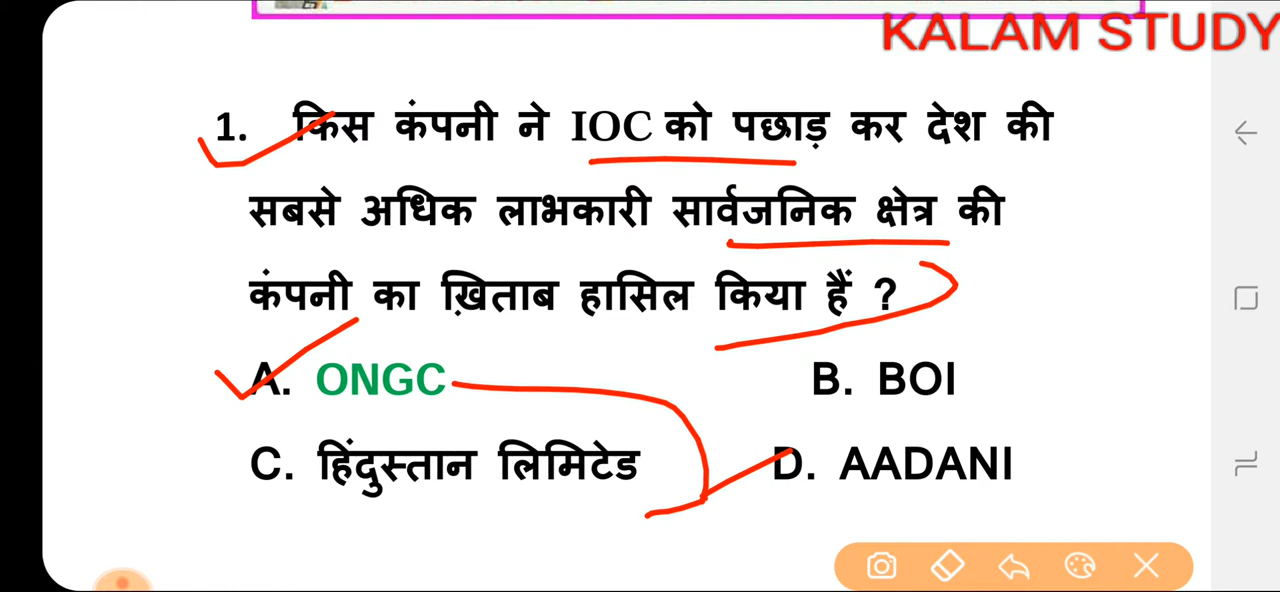 KALAM STUDY
1. किस कंपनी ने IOC को पछाड़ कर देश की
सबसे अधिक लाभकारी सार्वजनिक क्षेत्र की
कंपनी का ख़िताब हासिल किया हैं ?
A. ONGC B. BOI
C. हिंदुस्तान लिमिटेड D. AADANI